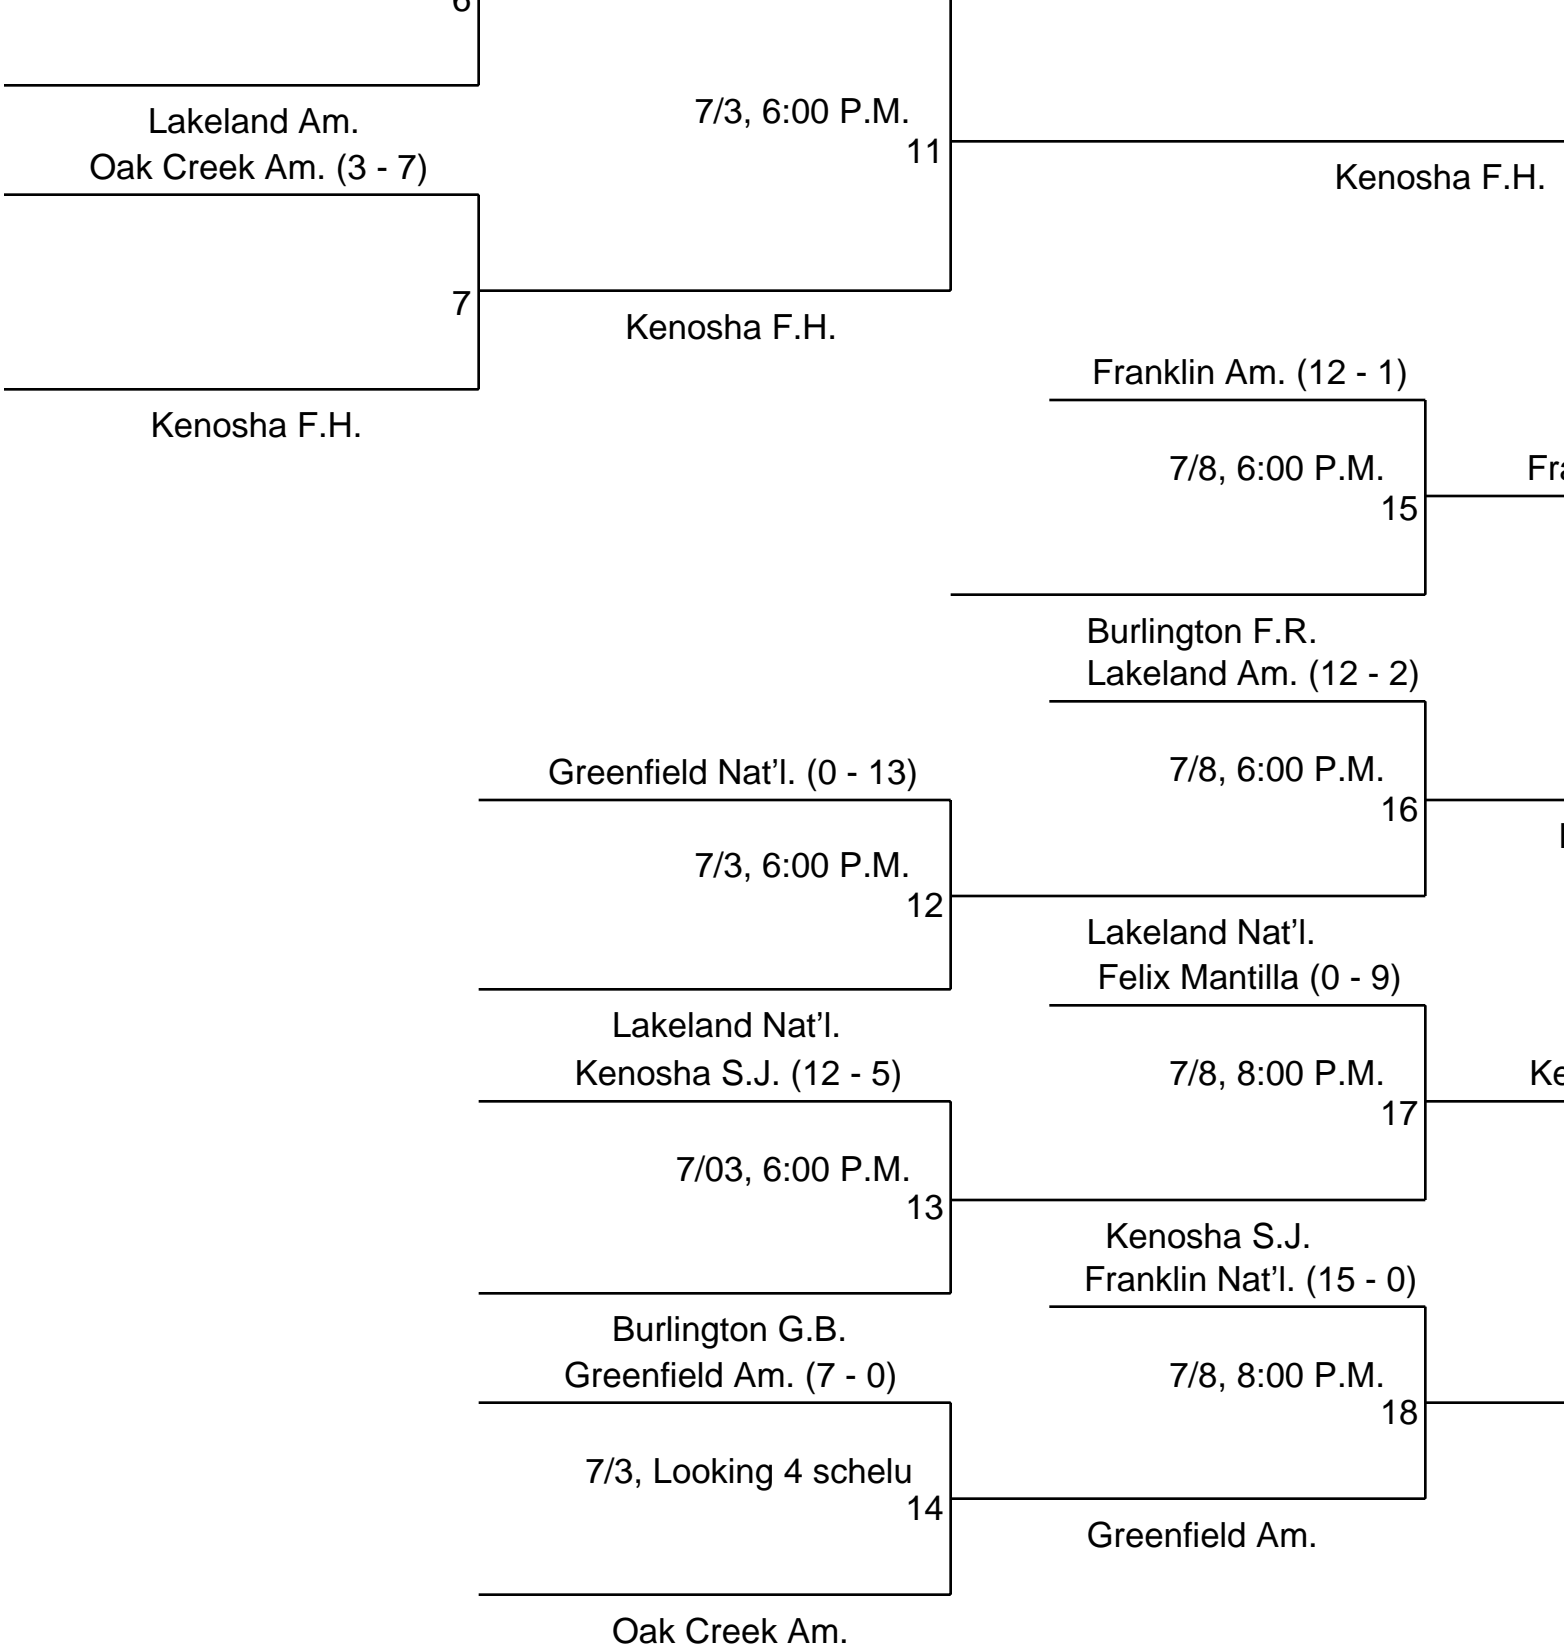 6
Lakeland Am.
7/3, 6:00 P.M.
Oak Creek Am. (3 - 7)
11
Kenosha F.H.
7
Kenosha F.H.
Franklin Am. (12 - 1)
Kenosha F.H.
7/8, 6:00 P.M.
15
Burlington F.R.
Lakeland Am. (12 - 2)
Greenfield Nat’l. (0 - 13)
7/8, 6:00 P.M.
16
7/3, 6:00 P.M.
12
Lakeland Nat’l.
Felix Mantilla (0 - 9)
Lakeland Nat’l.
Kenosha S.J. (12 - 5)
7/8, 8:00 P.M.
17
7/03, 6:00 P.M.
13
Kenosha S.J.
Franklin Nat’l. (15 - 0)
Burlington G.B.
Greenfield Am. (7 - 0)
7/8, 8:00 P.M.
18
7/3, Looking 4 schelu
14
Greenfield Am.
Oak Creek Am.